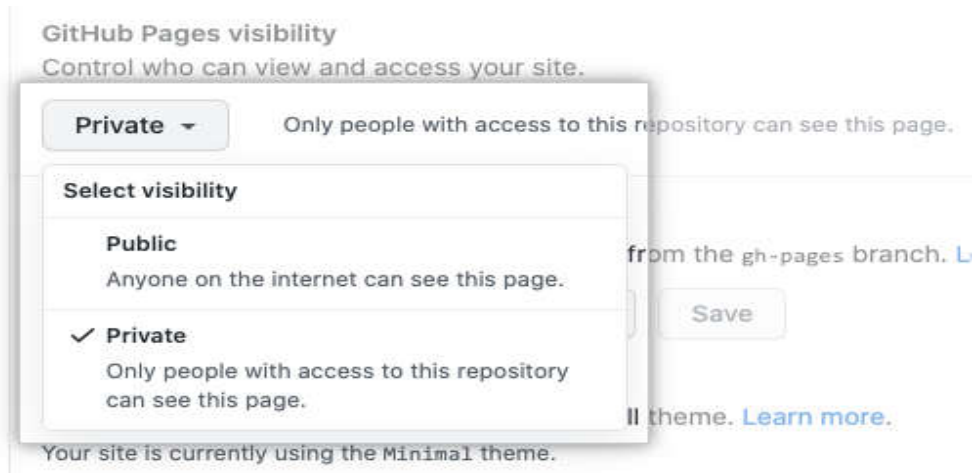 GitHub Pages visibility
Control who can view and access your site.
Private
Only people with access to this repository can see this page.
Select visibility
Public
Anyone on the internet can see this page.
from the gh-pages branch.
Private
Save
Only people with access to this repository
can see this page.
theme. Learn more.
Your site is currently using the Minimal theme.